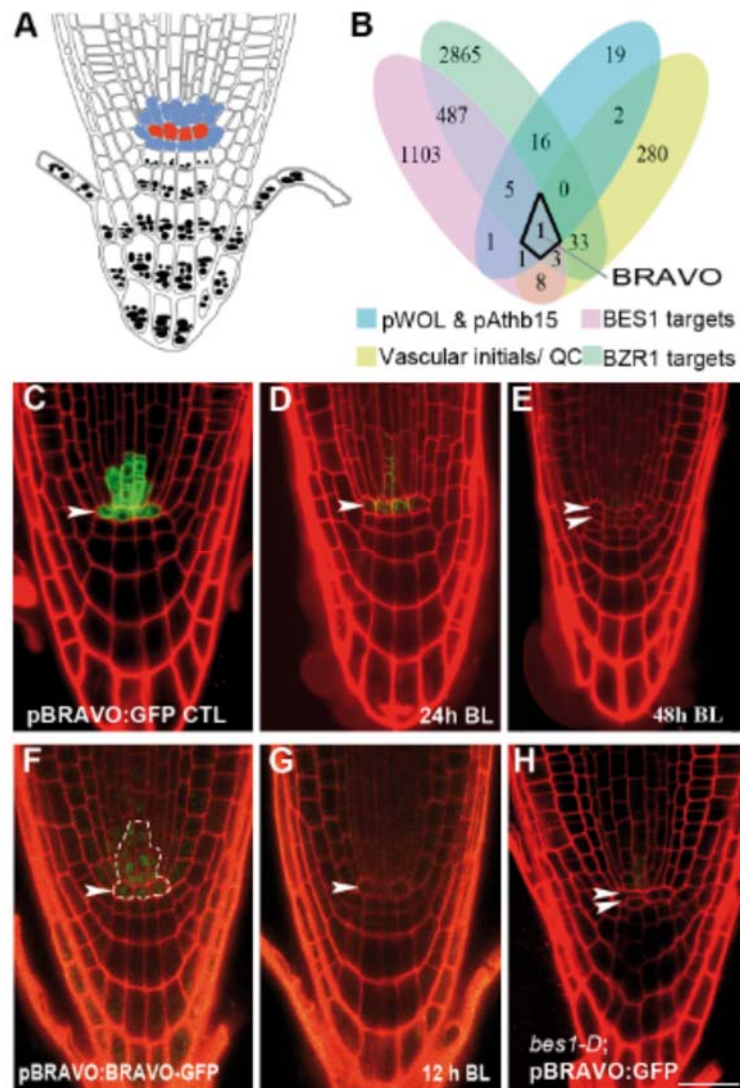 A
B
2865
19
487
16
2
1103
280
5
0
1
1
33
1
3
8
BRAVO
pWOL & pAthb15
BES1 targets
Vascular initials/ QC
BZR1 targets
C
D
E
pBRAVO:GFP CTL
24h BL
48h BL
F
G
H
pBRAVO:BRAVO-GFP
12 h BL
bes1-D;
pBRAVO:GFP